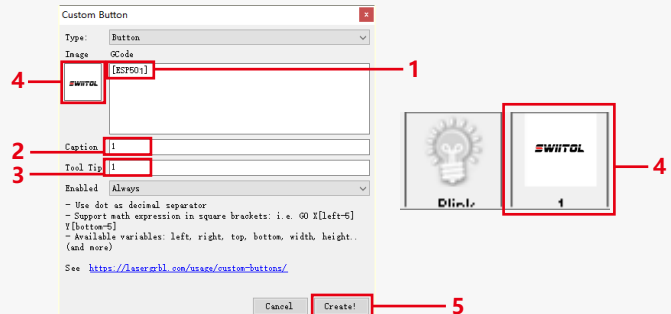 Custom Button
x
Type:
Button
Image
GCode
4
SWIITOL
[ESP501]
1
2
Caption
1
3
Tool Tip
1
Enabled
Always
- Use dot as decimal separator
- Support math expression in square brackets: i.e. G0 X[left-5]
Y[bottom-5]
- Available variables: left, right, top, bottom, width, height..
(and more)
See https://lasergrbl.com/usage/custom-buttons/
Cancel
Create!
5
SWIITOL
4
Blink
1